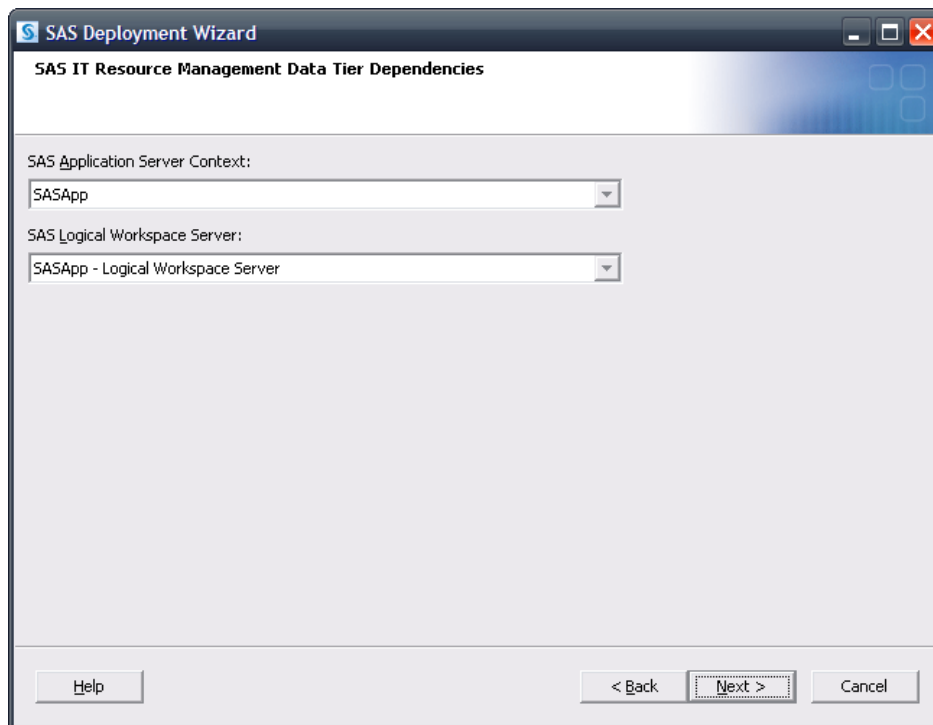 SAS Deployment Wizard
SAS IT Resource Management Data Tier Dependencies
SAS Application Server Context:
SASApp
SAS Logical Workspace Server:
SASApp - Logical Workspace Server
Help
< Back
Next >
Cancel